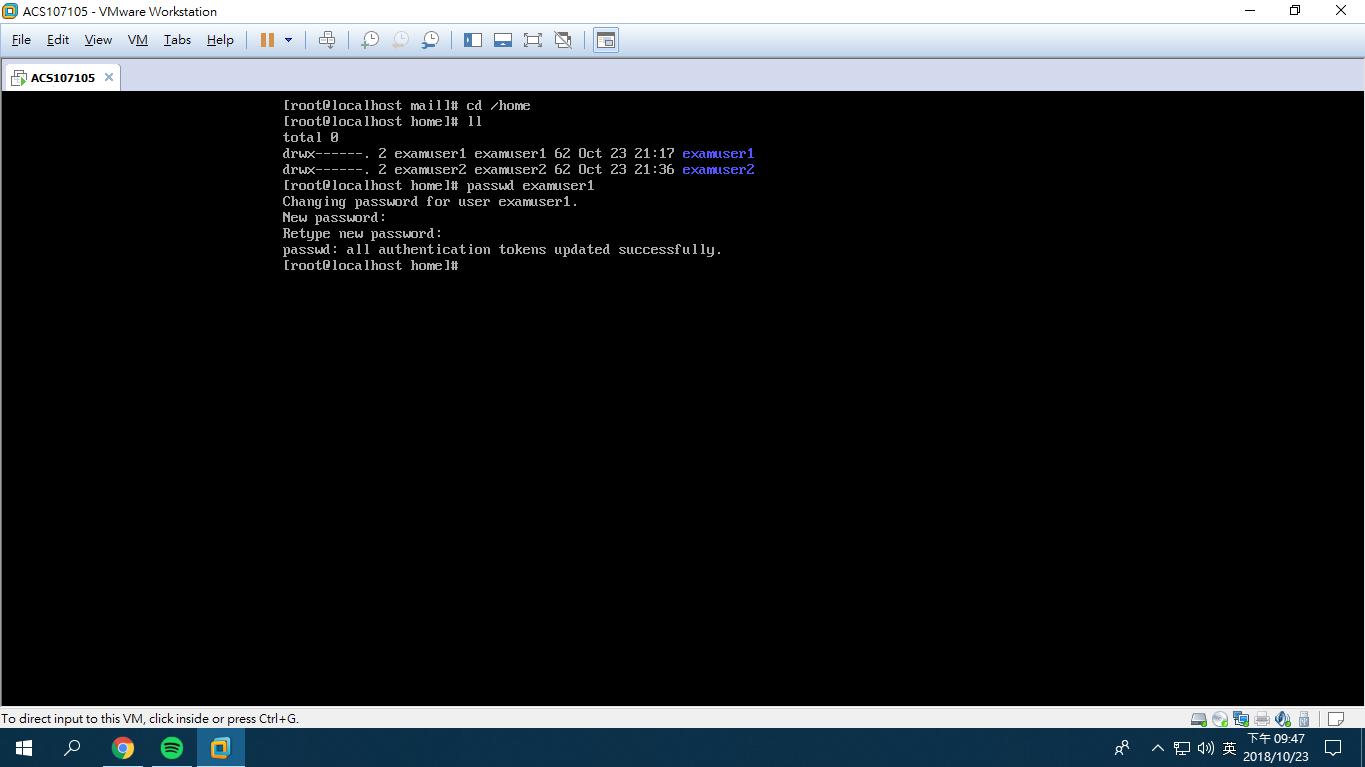 ACS107105 - VMware Workstation
File Edit View VM Tabs Help
ACS107105
[root@localhost mail]# cd /home
[root@localhost home]# ll
total 0
drwx------. 2 examuser1 examuser1 62 Oct 23 21:17 examuser1
drwx------. 2 examuser2 examuser2 62 Oct 23 21:36 examuser2
[root@localhost home]# passwd examuser1
Changing password for user examuser1.
New password:
Retype new password:
passwd: all authentication tokens updated successfully.
[root@localhost home]#
To direct input to this VM, click inside or press Ctrl+G.
英
下午 09:47
2018/10/23